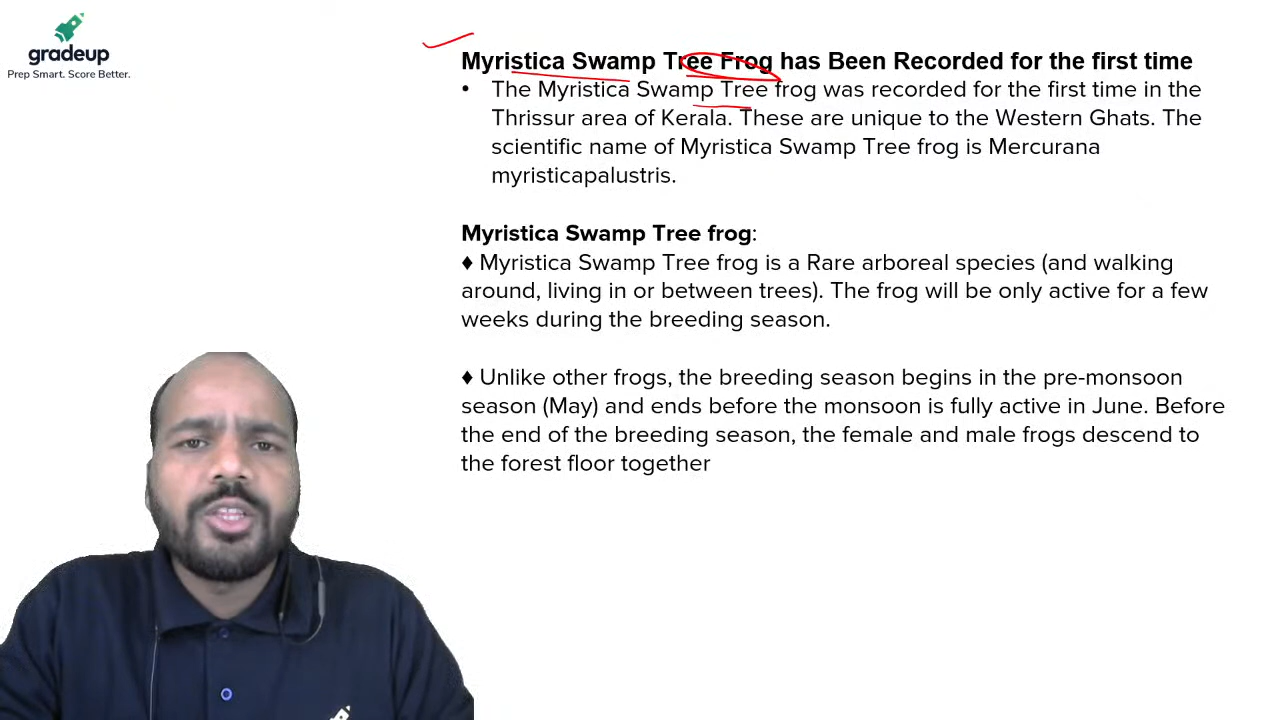 gradeup
Prep Smart. Score Better.
Myristica Swamp Tree Frog has Been Recorded for the first time
• The Myristica Swamp Tree frog was recorded for the first time in the
Thrissur area of Kerala. These are unique to the Western Ghats. The
scientific name of Myristica Swamp Tree frog is Mercurana
myristicapalustris.
Myristica Swamp Tree frog:
♦ Myristica Swamp Tree frog is a Rare arboreal species (and walking
around, living in or between trees). The frog will be only active for a few
weeks during the breeding season.
♦ Unlike other frogs, the breeding season begins in the pre-monsoon
season (May) and ends before the monsoon is fully active in June. Before
the end of the breeding season, the female and male frogs descend to
the forest floor together